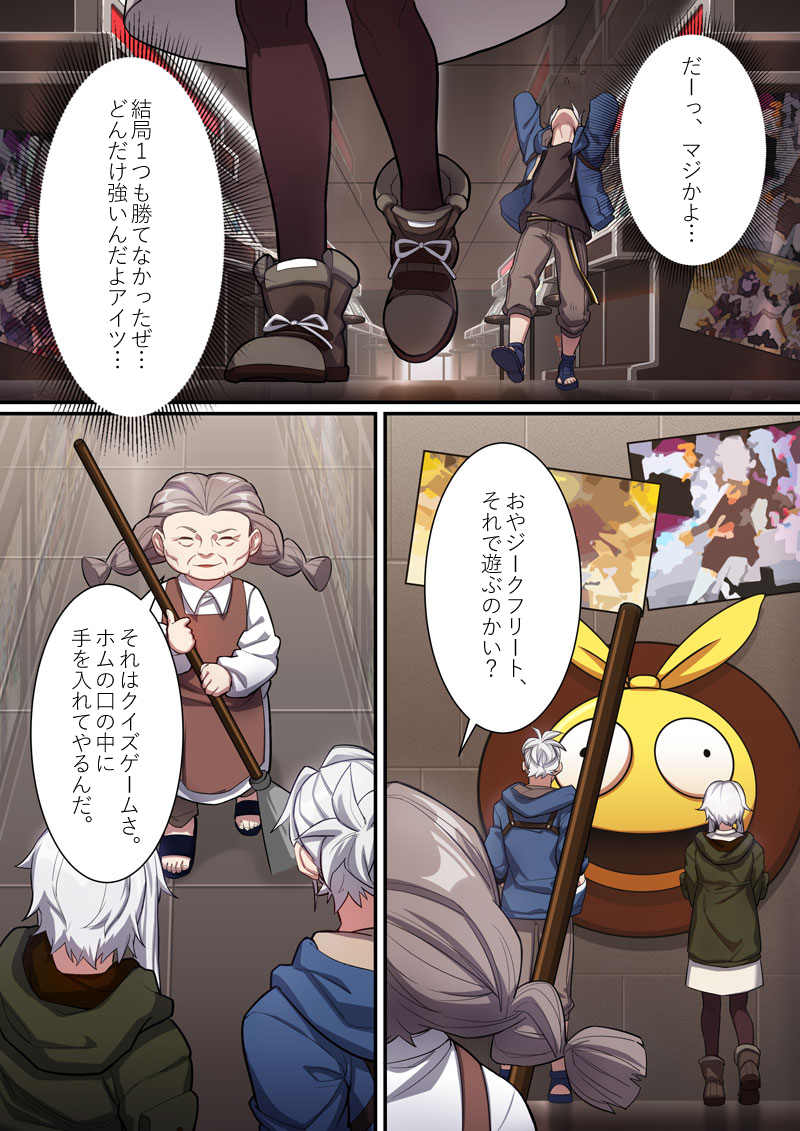 だーっ、マジかよ…
結局1つも勝てなかったぜ…
どんだけ強いんだよアイツ…
おやジークフリート、
それで遊ぶのかい？
それはクイズゲームさ。
ホムの口の中に
手を入れてやるんだ。